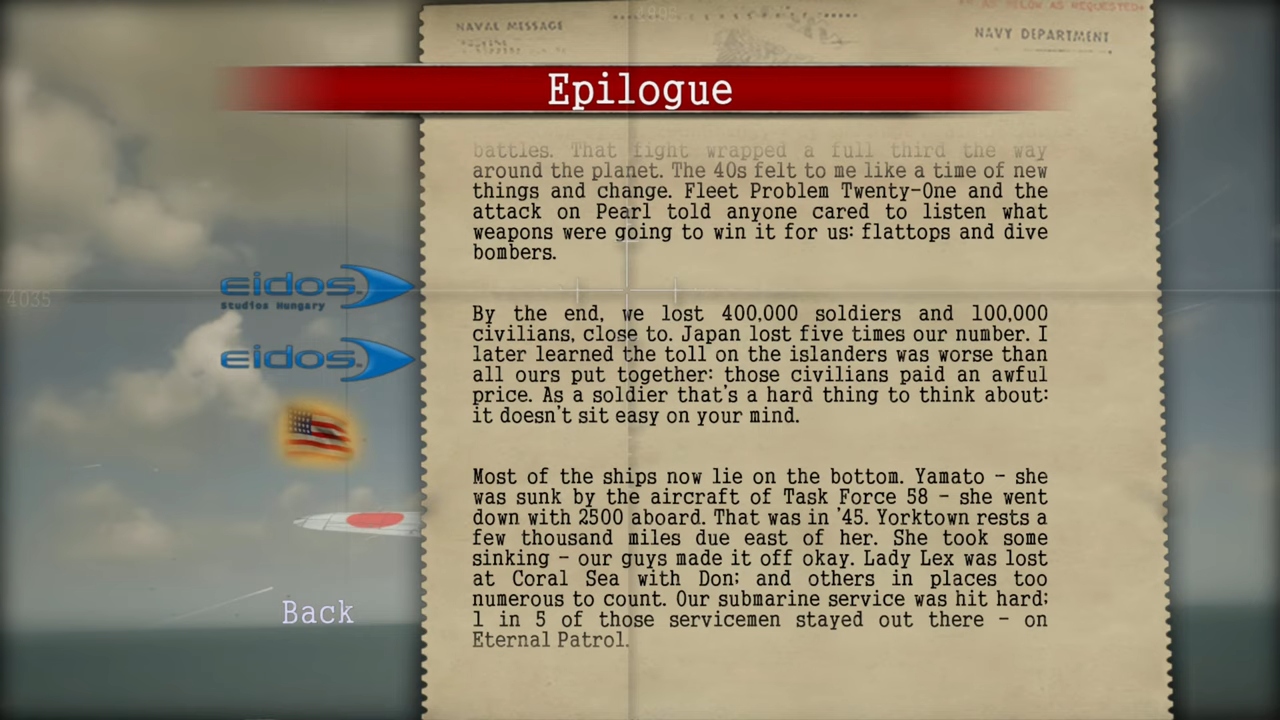 NAVAL MESSAGE
NAVY DEPARTMENT
Epilogue
battles. That fight wrapped a full third the way
around the planet. The 40s felt to me like a time of new
things and change. Fleet Problem Twenty-One and the
attack on Pearl told anyone cared to listen what
weapons were going to win it for us: flattops and dive
bombers.
By the end, we lost 400,000 soldiers and 100,000
civilians, close to. Japan lost five times our number. I
later learned the toll on the islanders was worse than
all ours put together: those civilians paid an awful
price. As a soldier that's a hard thing to think about:
it doesn't sit easy on your mind.
Most of the ships now lie on the bottom. Yamato - she
was sunk by the aircraft of Task Force 58 - she went
down with 2500 aboard. That was in '45. Yorktown rests a
few thousand miles due east of her. She took some
sinking - our guys made it off okay. Lady Lex was lost
at Coral Sea with Don; and others in places too
numerous to count. Our submarine service was hit hard;
1 in 5 of those servicemen stayed out there - on
Eternal Patrol.
4035
eidos
Studios Hungary
eidos
Back